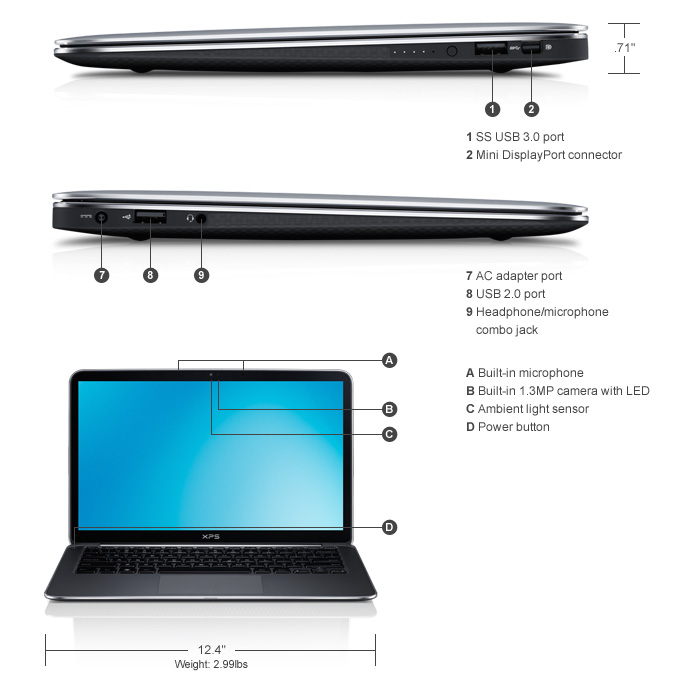 .71"
1 2
1 SS USB 3.0 port
2 Mini DisplayPort connector
7 8 9
7 AC adapter port
8 USB 2.0 port
9 Headphone/microphone
combo jack
A
B
C
D
A Built-in microphone
B Built-in 1.3MP camera with LED
C Ambient light sensor
D Power button
XPS
12.4"
Weight: 2.99lbs